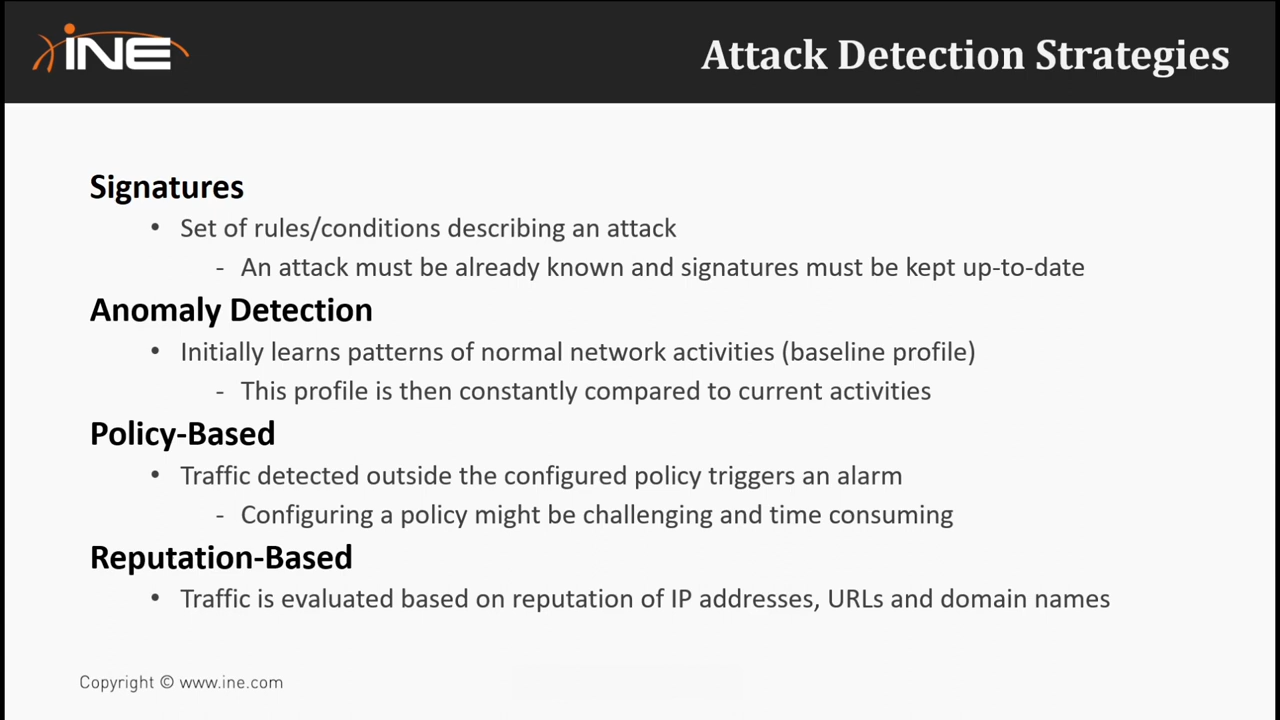 iNE
Attack Detection Strategies
Signatures
• Set of rules/conditions describing an attack
- An attack must be already known and signatures must be kept up-to-date
Anomaly Detection
• Initially learns patterns of normal network activities (baseline profile)
- This profile is then constantly compared to current activities
Policy-Based
• Traffic detected outside the configured policy triggers an alarm
- Configuring a policy might be challenging and time consuming
Reputation-Based
• Traffic is evaluated based on reputation of IP addresses, URLs and domain names
Copyright © www.ine.com